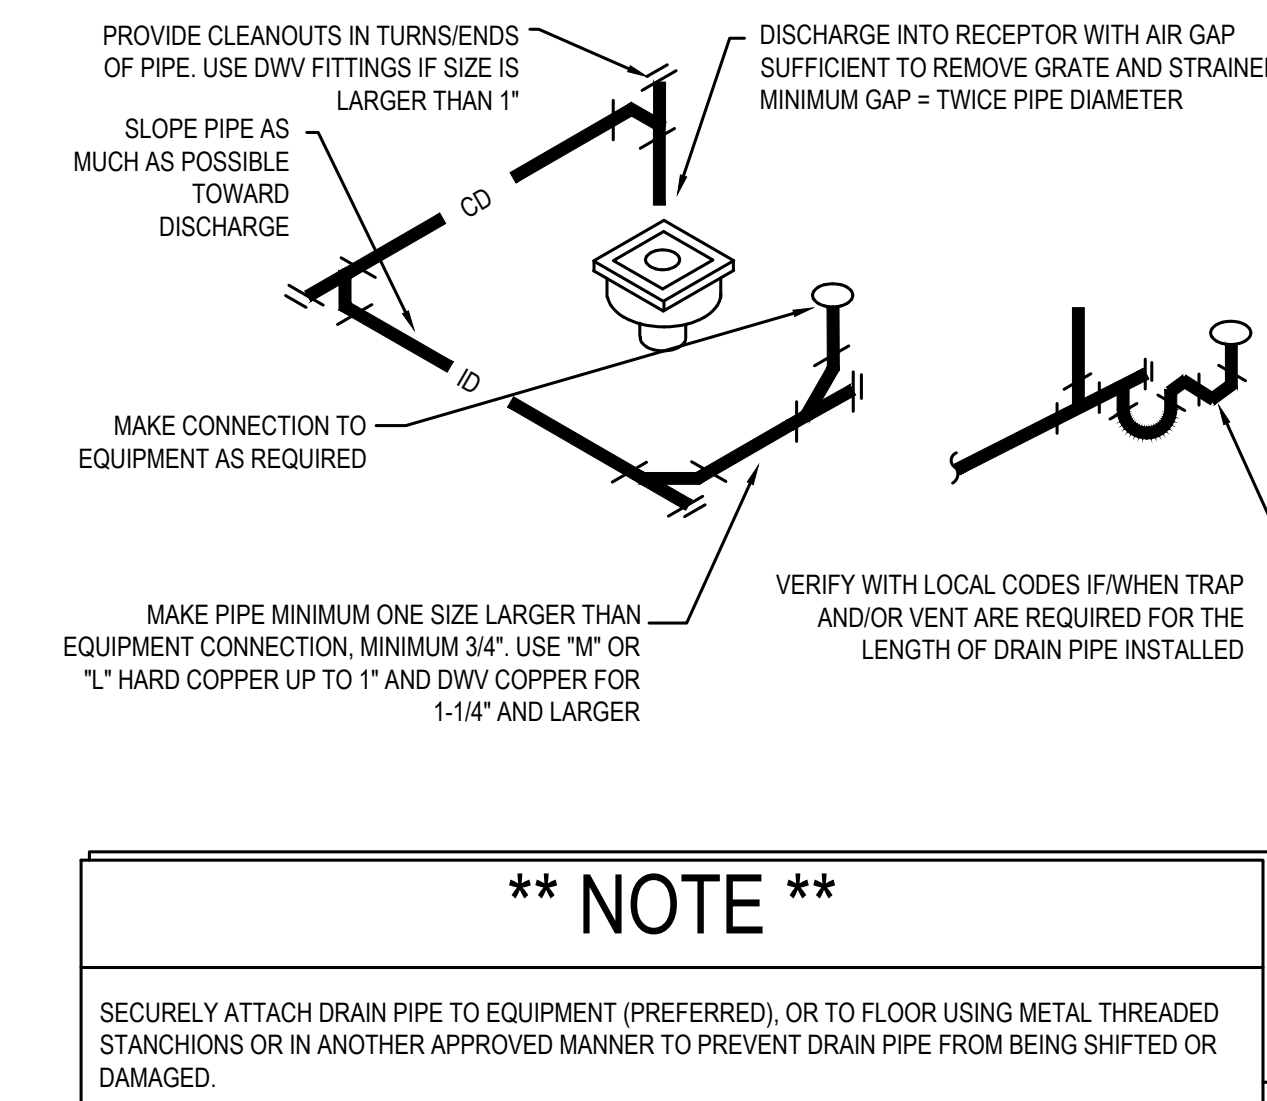 PROVIDE CLEANOUTS IN TURNS/ENDS
OF PIPE. USE DWV FITTINGS IF SIZE IS
LARGER THAN 1"
DISCHARGE INTO RECEPTOR WITH AIR GAP
SUFFICIENT TO REMOVE GRATE AND STRAINER
MINIMUM GAP = TWICE PIPE DIAMETER
SLOPE PIPE AS
MUCH AS POSSIBLE
TOWARD
DISCHARGE
CD
ID
MAKE CONNECTION TO
EQUIPMENT AS REQUIRED
VERIFY WITH LOCAL CODES IF/WHEN TRAP
AND/OR VENT ARE REQUIRED FOR THE
LENGTH OF DRAIN PIPE INSTALLED
MAKE PIPE MINIMUM ONE SIZE LARGER THAN
EQUIPMENT CONNECTION, MINIMUM 3/4". USE "M" OR
"L" HARD COPPER UP TO 1" AND DWV COPPER FOR
1-1/4" AND LARGER
** NOTE **
SECURELY ATTACH DRAIN PIPE TO EQUIPMENT (PREFERRED), OR TO FLOOR USING METAL THREADED
STANCHIONS OR IN ANOTHER APPROVED MANNER TO PREVENT DRAIN PIPE FROM BEING SHIFTED OR
DAMAGED.